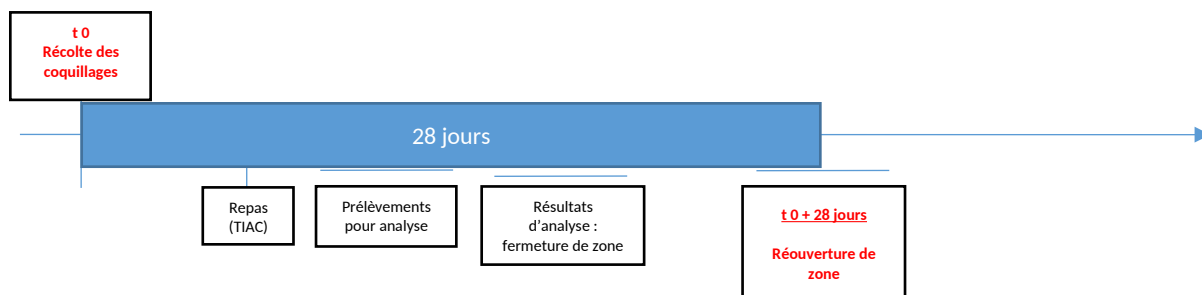 t 0
Récolte des
coquillages
28 jours
Repas
(TIAC)
Prélèvements
pour analyse
Résultats
d'analyse :
fermeture de zone
t 0 + 28 jours
Réouverture de
zone